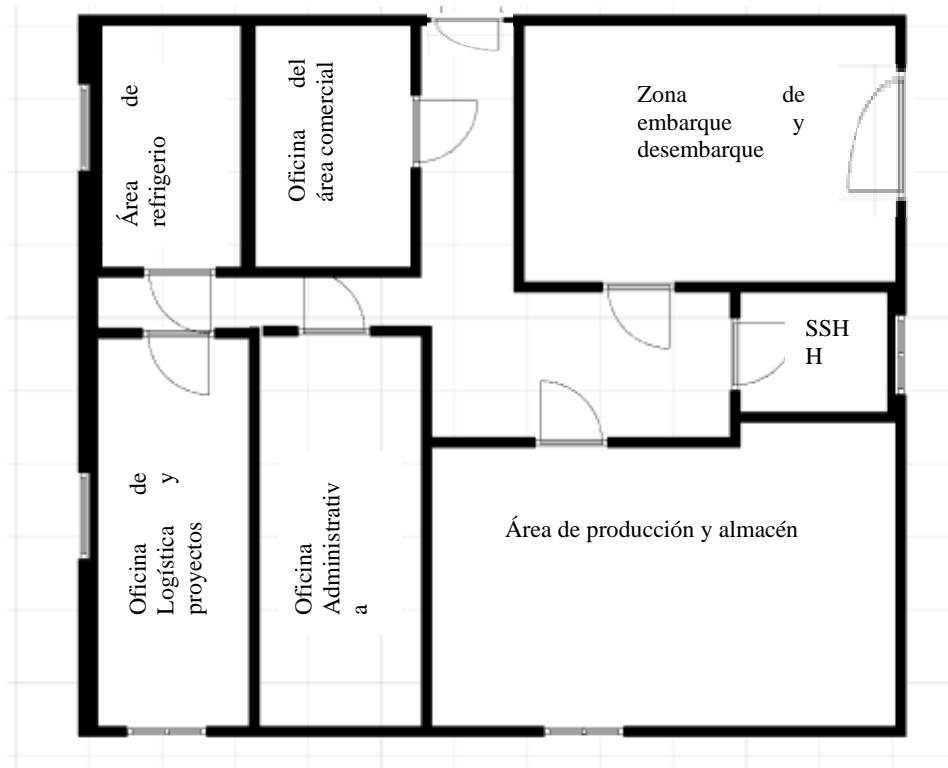 Área de
refrigerio
Oficina del
área comercial
Zona de
embarque y
desembarque
SSH
H
Oficina de
Logística y
proyectos
Oficina
Administrativ
a
Área de producción y almacén